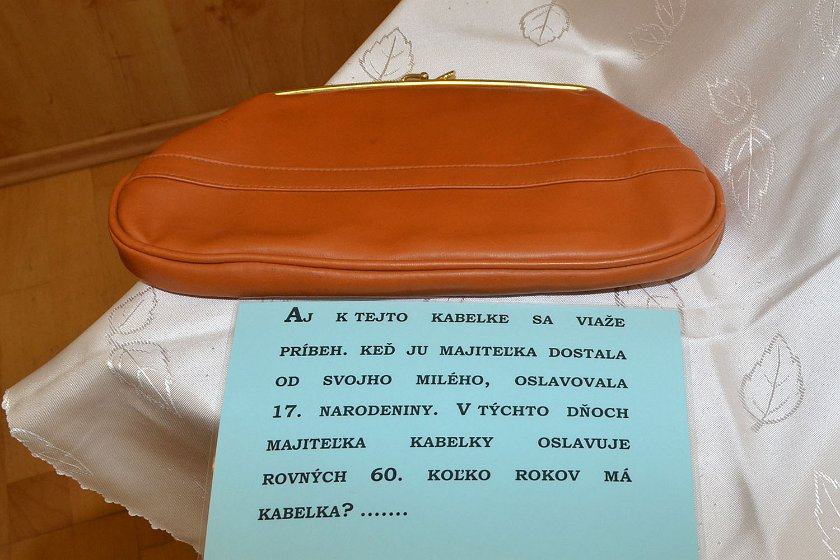 AJ K TEJTO KABELKE SA VIAŽE
PRÍBEH. KEĎ JU MAJITEĽKA DOSTALA
OD SVOJHO MILÉHO, OSLAVOVALA
17. NARODENINY. V TÝCHTO DŇOCH
MAJITEĽKA KABELKY OSLAVUJE
ROVNÝCH 60. KOĽKO ROKOV MÁ
KABELKA? .......